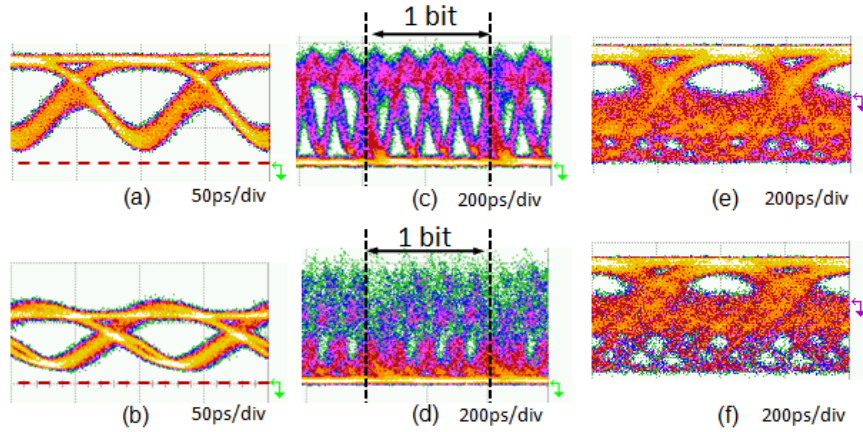 1 bit
(a)
50ps/div
(c)
200ps/div
(e)
200ps/div
1 bit
(b)
50ps/div
(d)
200ps/div
(f)
200ps/div